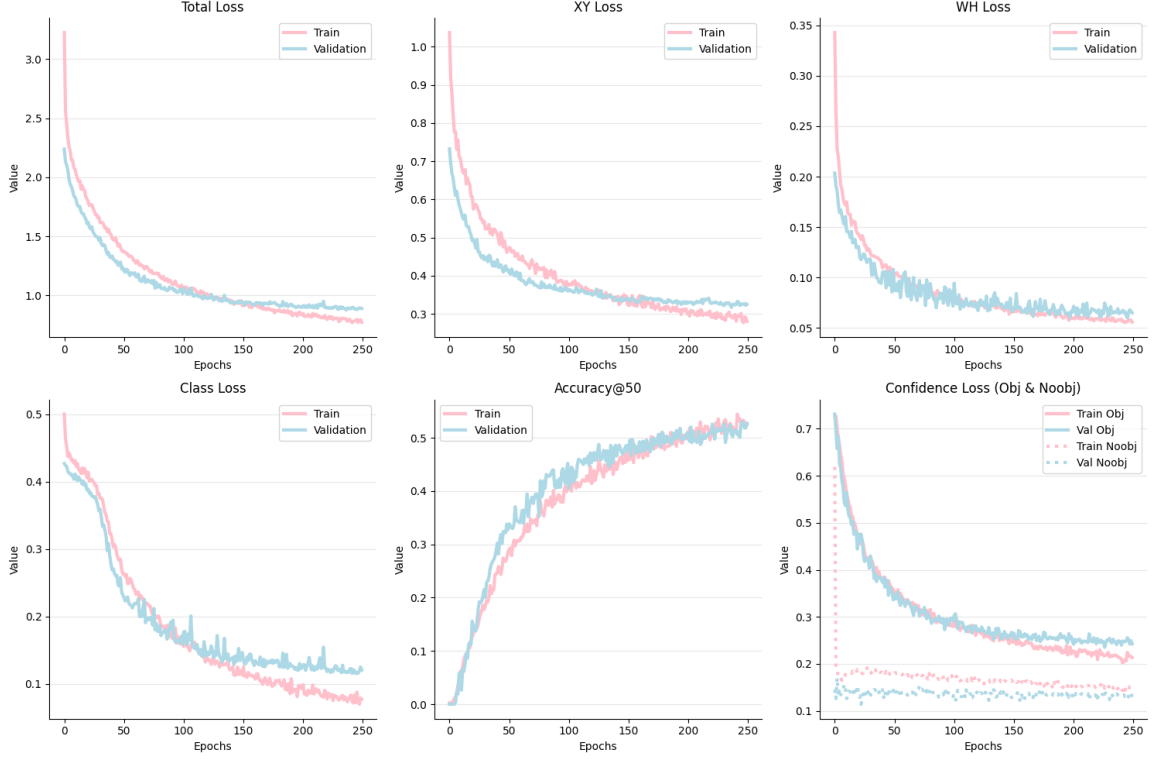 Total Loss
3.0
2.5
2.0
1.5
1.0
Value
0
50
100
150
200
250
Epochs
Train
Validation
XY Loss
1.0
0.9
0.8
0.7
0.6
0.5
0.4
0.3
Value
0
50
100
150
200
250
Epochs
Train
Validation
WH Loss
0.35
0.30
0.25
0.20
0.15
0.10
0.05
Value
0
50
100
150
200
250
Epochs
Train
Validation
Class Loss
0.5
0.4
0.3
0.2
0.1
Value
0
50
100
150
200
250
Epochs
Train
Validation
Accuracy@50
0.5
0.4
0.3
0.2
0.1
0.0
Value
0
50
100
150
200
250
Epochs
Train
Validation
Confidence Loss (Obj & Noobj)
0.7
0.6
0.5
0.4
0.3
0.2
0.1
Value
0
50
100
150
200
250
Epochs
Train Obj
Val Obj
Train Noobj
Val Noobj